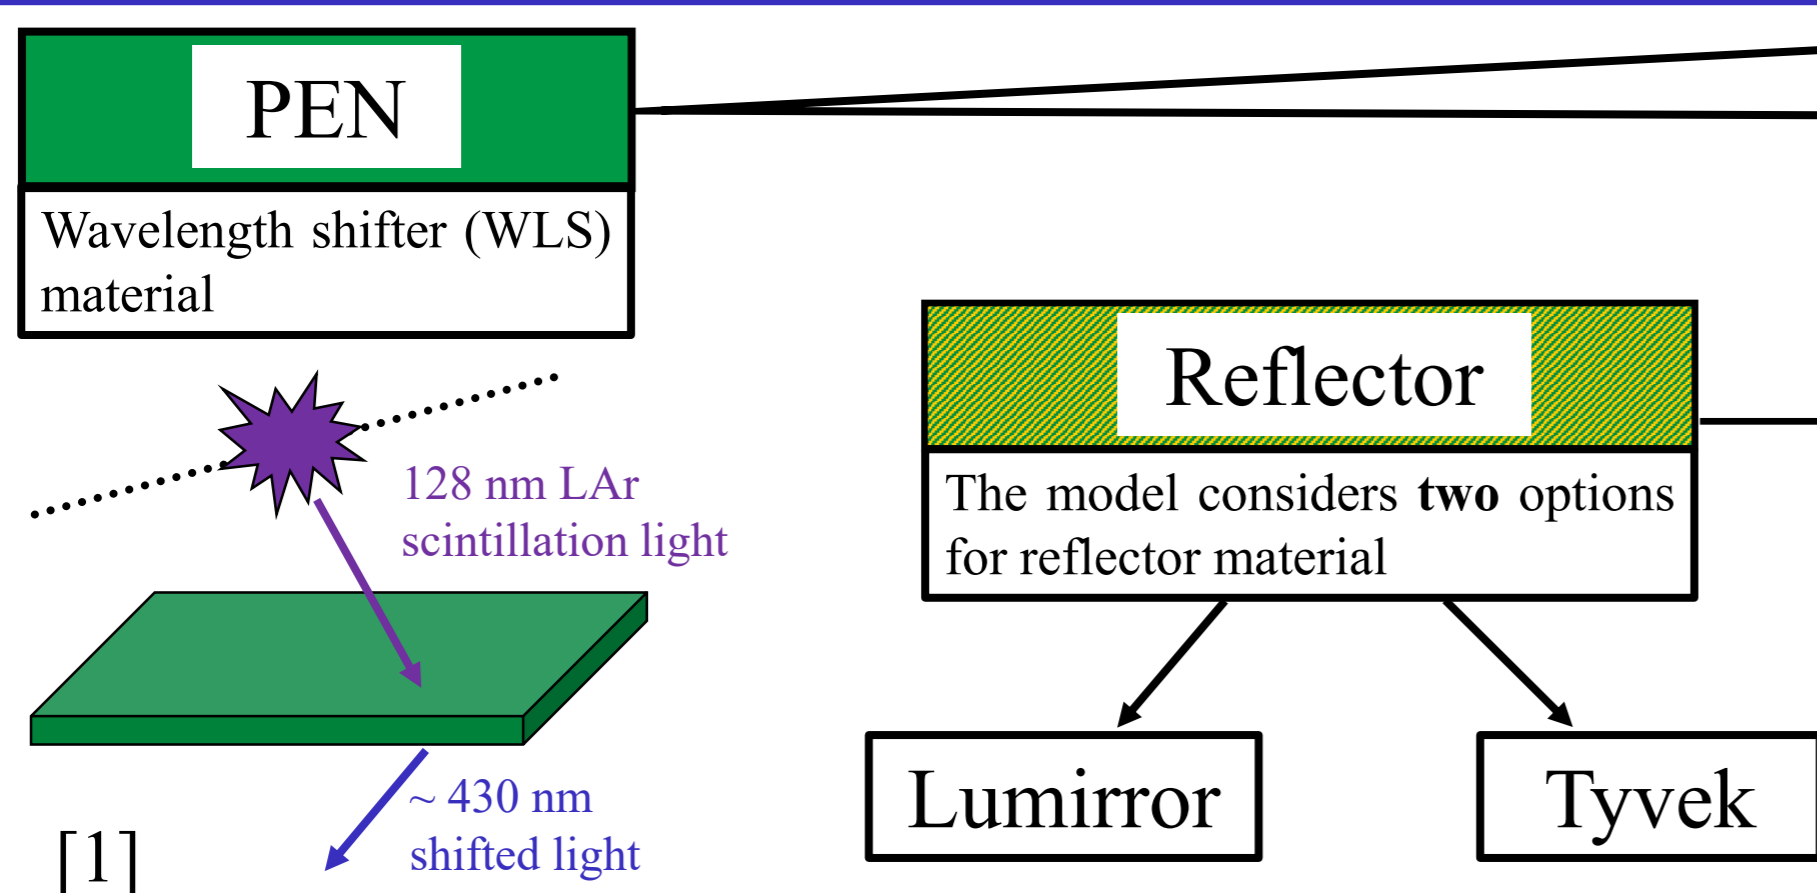 PEN
Wavelength shifter (WLS)
material
128 nm LAr
scintillation light
~ 430 nm
shifted light
[1]
Reflector
The model considers two options
for reflector material
Lumirror
Tyvek